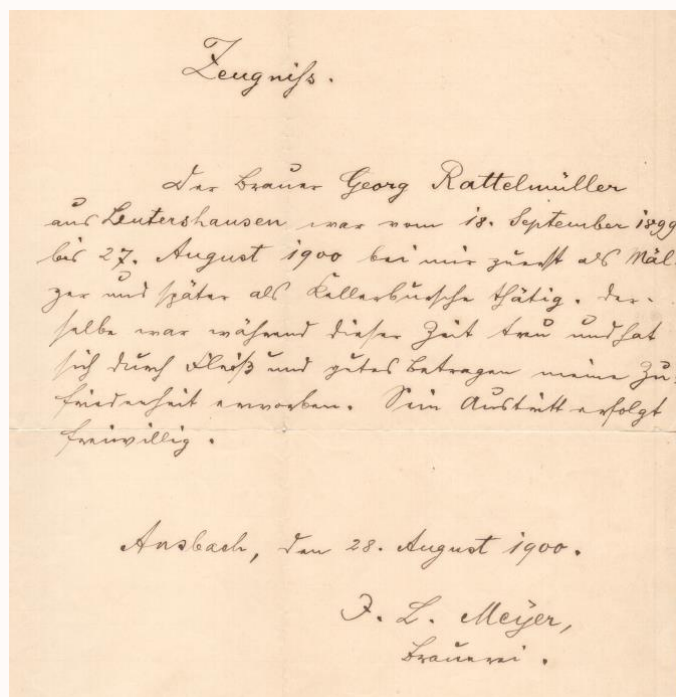 Zeugniß.
Der Brauer Georg Rattelmüller
aus Leutershausen war vom 18. September 1899
bis 27. August 1900 bei mir zuerst als Mäl-
zer und später als Kellerbursche thätig. Der-
selbe war während dieser Zeit treu und hat
sich durch Fleiß und gutes Betragen meine Zu-
friedenheit erworben. Sein Austritt erfolgt
freiwillig.
Ansbach, den 28. August 1900.
J. L. Meyer,
Brauerei.